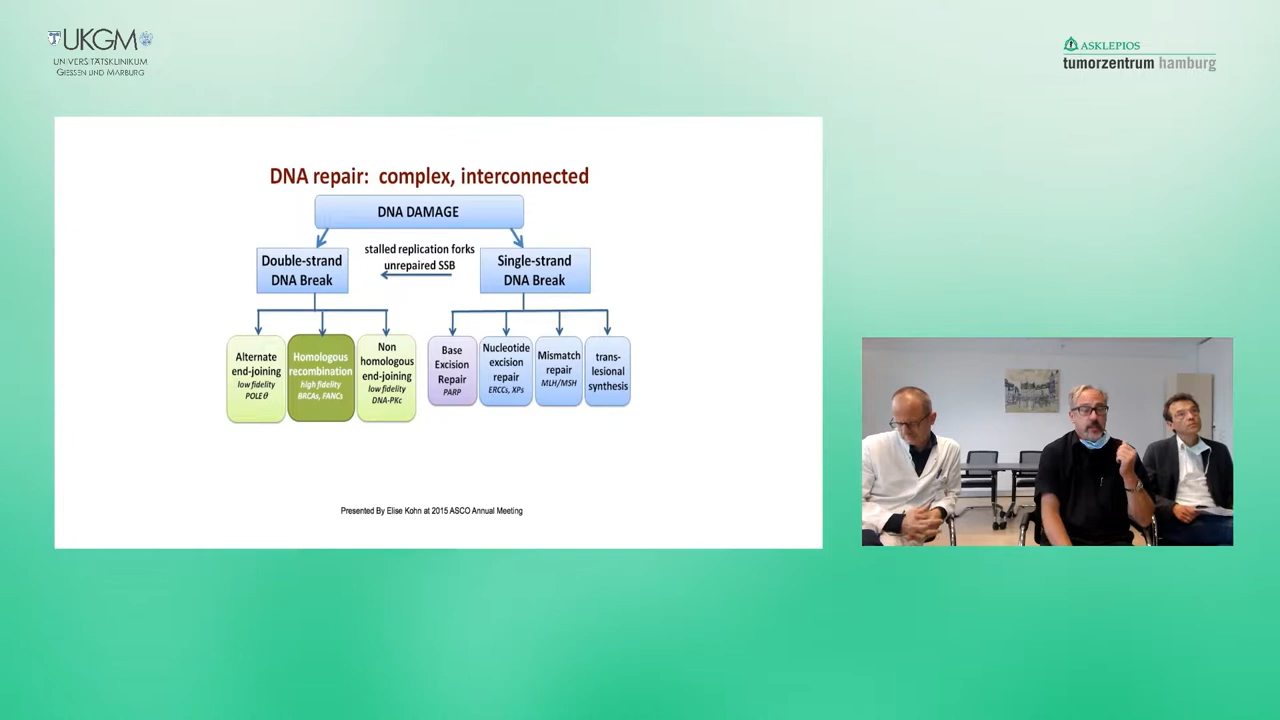 UKGM
UNIVERSITÄTSKLINIKUM
GIESSEN UND MARBURG
ASKLEPIOS
tumorzentrum hamburg
DNA repair: complex, interconnected
DNA DAMAGE
Double-strand
DNA Break
stalled replication forks
unrepaired SSB
Single-strand
DNA Break
Alternate
end-joining
low fidelity
POLEθ
Homologous
recombination
high fidelity
BRCAs, FANCs
Non
homologous
end-joining
low fidelity
DNA-PKc
Base
Excision
Repair
PARP
Nucleotide
excision
repair
ERCCs, XPs
Mismatch
repair
MLH/MSH
trans-
lesional
synthesis
Presented By Elise Kohn at 2015 ASCO Annual Meeting